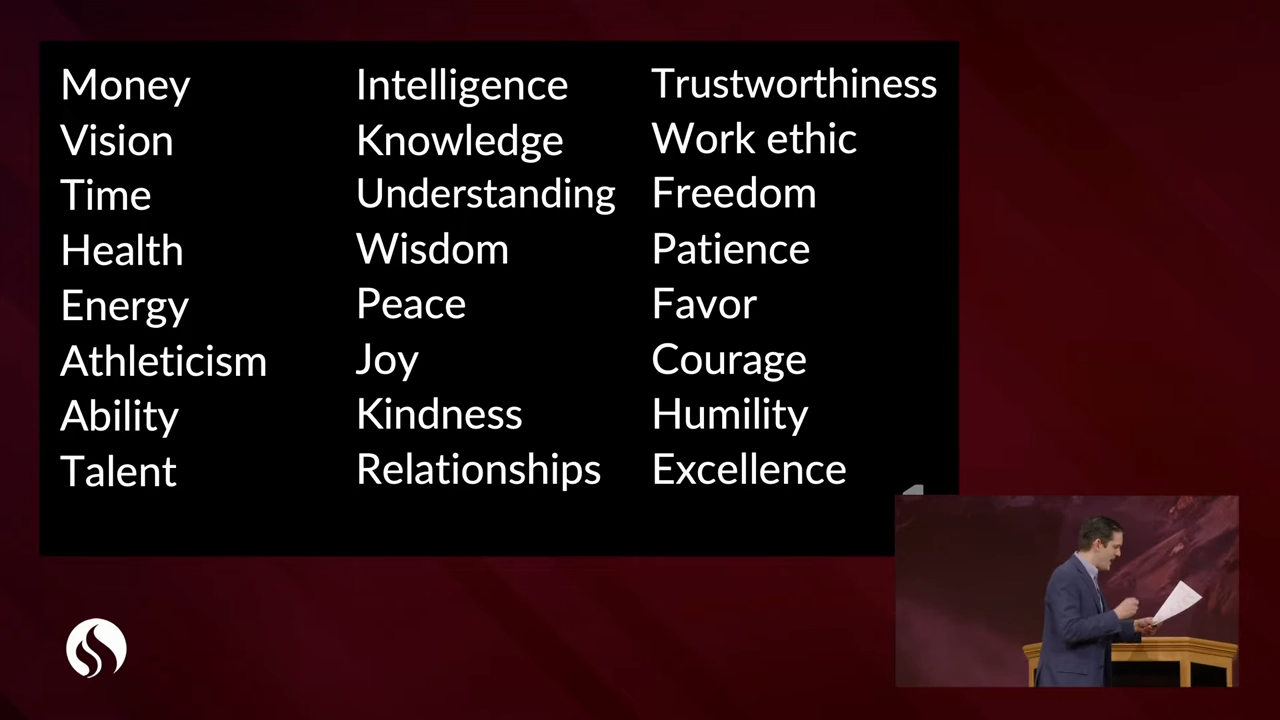 Money
Vision
Time
Health
Energy
Athleticism
Ability
Talent
Intelligence
Knowledge
Understanding
Wisdom
Peace
Joy
Kindness
Relationships
Trustworthiness
Work ethic
Freedom
Patience
Favor
Courage
Humility
Excellence